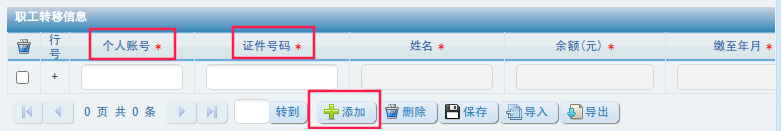 职工转移信息
行号 个人账号 * 证件号码 * 姓名 * 余额(元) * 缴至年月 *
+
0 页 共 0 条 转到 添加 删除 保存 导入 导出